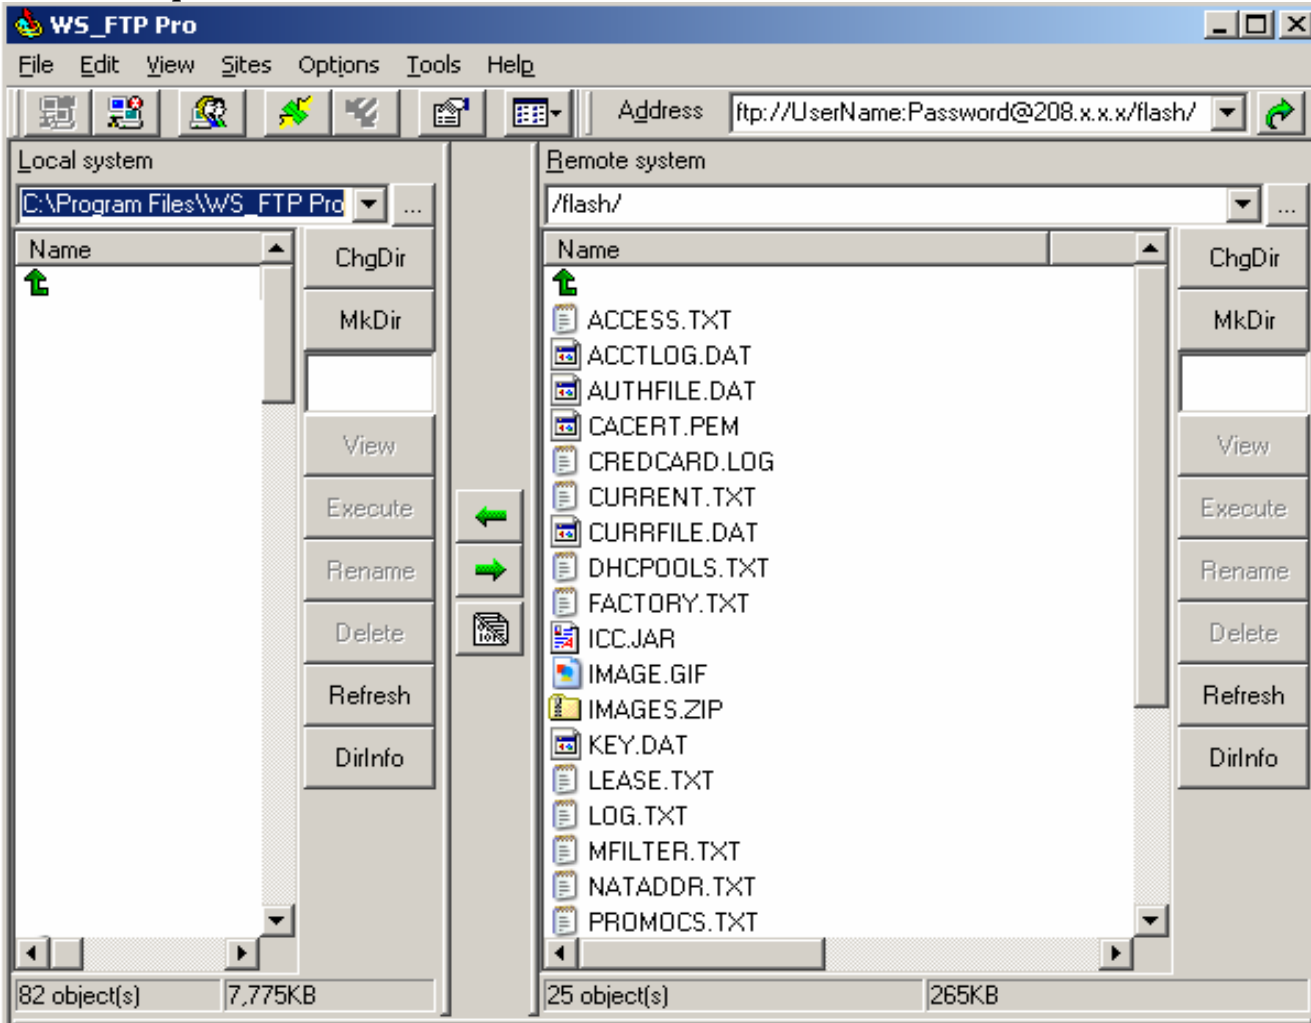 WS_FTP Pro
File Edit View Sites Options Tools Help
Address ftp://UserName:Password@208.x.x.x/flash/
Local system
C:\Program Files\WS_FTP Pro ...
Name
ChgDir
MkDir
View
Execute
Rename
Delete
Refresh
DirInfo
82 object(s) 7,775KB
Remote system
/flash/ ...
Name
ACCESS.TXT
ACCTLOG.DAT
AUTHFILE.DAT
CACERT.PEM
CREDCARD.LOG
CURRENT.TXT
CURRFILE.DAT
DHCPOOLS.TXT
FACTORY.TXT
ICC.JAR
IMAGE.GIF
IMAGES.ZIP
KEY.DAT
LEASE.TXT
LOG.TXT
MFILTER.TXT
NATADDR.TXT
PROMOCS.TXT
ChgDir
MkDir
View
Execute
Rename
Delete
Refresh
DirInfo
25 object(s) 265KB